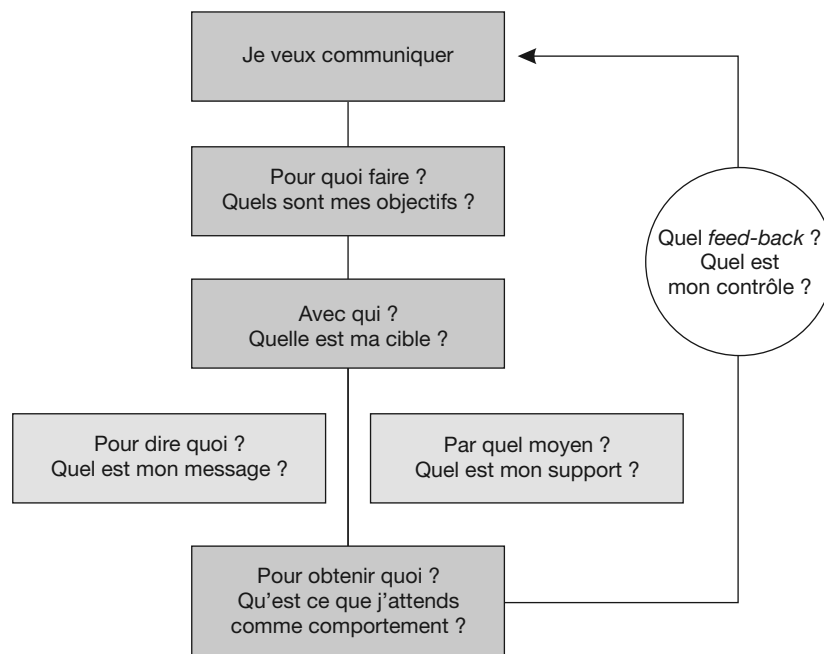 Je veux communiquer
Pour quoi faire ?
Quels sont mes objectifs ?
Avec qui ?
Quelle est ma cible ?
Pour dire quoi ?
Quel est mon message ?
Par quel moyen ?
Quel est mon support ?
Pour obtenir quoi ?
Qu’est ce que j’attends
comme comportement ?
Quel feed-back ?
Quel est
mon contrôle ?